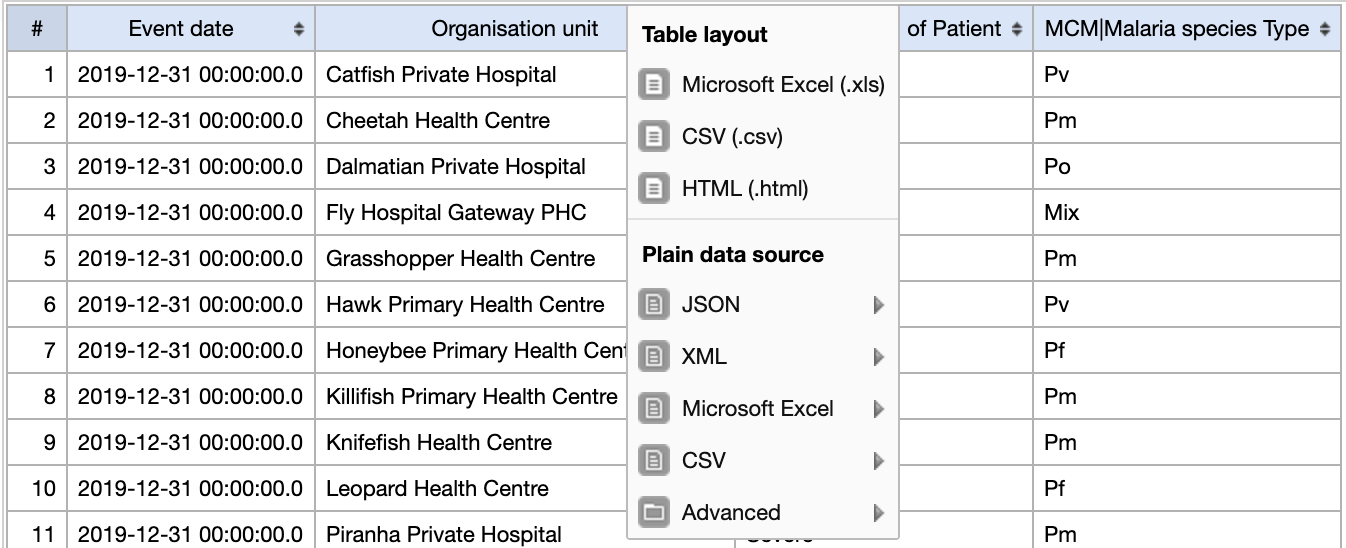 # Event date Organisation unit of Patient MCM|Malaria species Type
1 2019-12-31 00:00:00.0 Catfish Private Hospital Pv
2 2019-12-31 00:00:00.0 Cheetah Health Centre Pm
3 2019-12-31 00:00:00.0 Dalmatian Private Hospital Po
4 2019-12-31 00:00:00.0 Fly Hospital Gateway PHC Mix
5 2019-12-31 00:00:00.0 Grasshopper Health Centre Pm
6 2019-12-31 00:00:00.0 Hawk Primary Health Centre Pv
7 2019-12-31 00:00:00.0 Honeybee Primary Health Pf
8 2019-12-31 00:00:00.0 Killifish Primary Health Centre Pm
9 2019-12-31 00:00:00.0 Knifefish Health Centre Pm
10 2019-12-31 00:00:00.0 Leopard Health Centre Pf
11 2019-12-31 00:00:00.0 Piranha Private Hospital Pm
Table layout
Microsoft Excel (.xls)
CSV (.csv)
HTML (.html)
Plain data source
JSON
XML
Microsoft Excel
CSV
Advanced